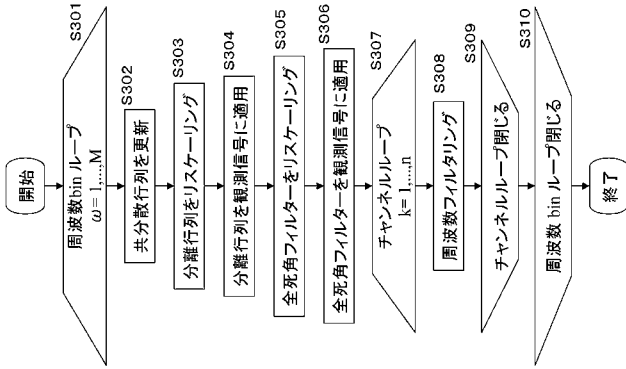 開始
S301
周波数 bin ループ
ω = 1,...,M
S302
共分散行列を更新
S303
分離行列をリスケーリング
S304
分離行列を観測信号に適用
S305
全死角フィルターをリスケーリング
S306
全死角フィルターを観測信号に適用
S307
チャンネルループ
k= 1,...,n
S308
周波数フィルタリング
S309
チャンネルループ閉じる
S310
周波数 bin ループ閉じる
終了